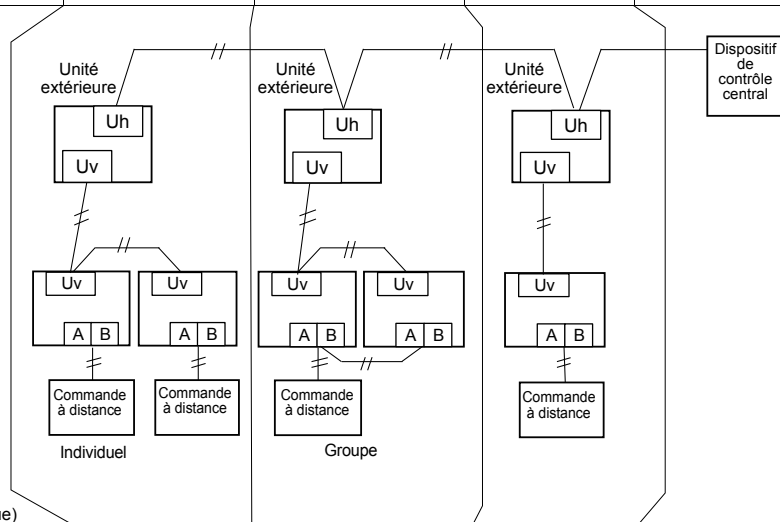 Dispositif
de
contrôle
central
Unité
extérieure
Unité
extérieure
Unité
extérieure
Uh
Uh
Uh
Uv
Uv
Uv
Uv
Uv
Uv
Uv
Uv
A B
A B
A B
A B
A B
Commande
à distance
Commande
à distance
Commande
à distance
Commande
à distance
Individuel
Groupe